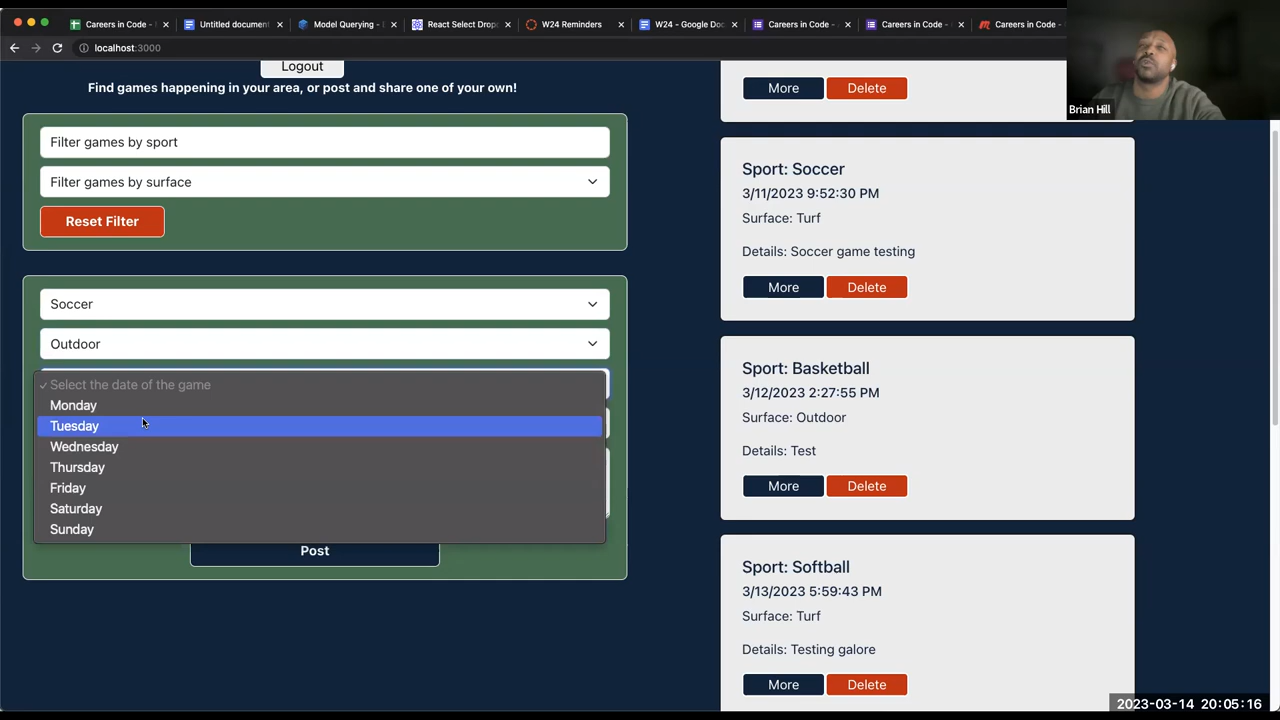 Careers in Code -
Untitled document
Model Querying -
React Select Drop
W24 Reminders
W24 - Google Doc
Careers in Code -
Careers in Code -
Careers in Code -
localhost:3000
Brian Hill
Logout
Find games happening in your area, or post and share one of your own!
Filter games by sport
Filter games by surface
Reset Filter
Soccer
Outdoor
Select the date of the game
Monday
Tuesday
Wednesday
Thursday
Friday
Saturday
Sunday
Post
More
Delete
Sport: Soccer
3/11/2023 9:52:30 PM
Surface: Turf
Details: Soccer game testing
More
Delete
Sport: Basketball
3/12/2023 2:27:55 PM
Surface: Outdoor
Details: Test
More
Delete
Sport: Softball
3/13/2023 5:59:43 PM
Surface: Turf
Details: Testing galore
More
Delete
2023-03-14 20:05:16